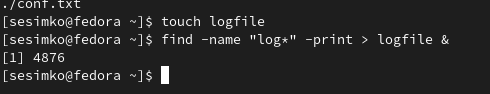 ./conf.txt
[sesimko@fedora ~]$ touch logfile
[sesimko@fedora ~]$ find -name "log*" -print > logfile &
[1] 4876
[sesimko@fedora ~]$